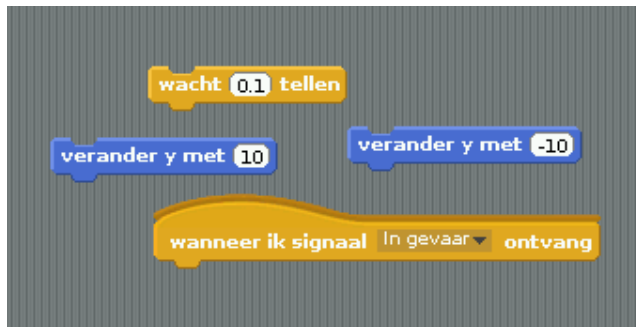 wacht 0.1 tellen
verander y met 10
verander y met -10
wanneer ik signaal In gevaar ontvang